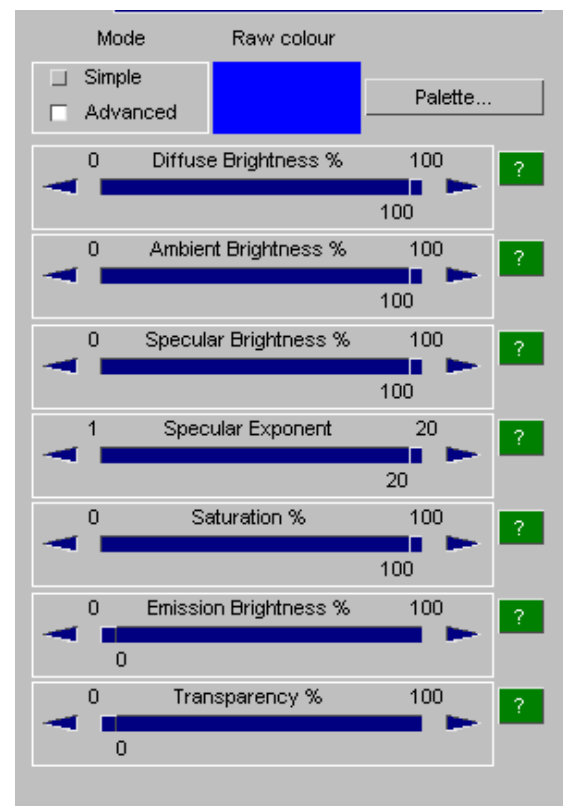 Mode Raw colour
Simple
Advanced
Palette...
0 Diffuse Brightness % 100 ?
100
0 Ambient Brightness % 100 ?
100
0 Specular Brightness % 100 ?
100
1 Specular Exponent 20 ?
20
0 Saturation % 100 ?
100
0 Emission Brightness % 100 ?
0
0 Transparency % 100 ?
0